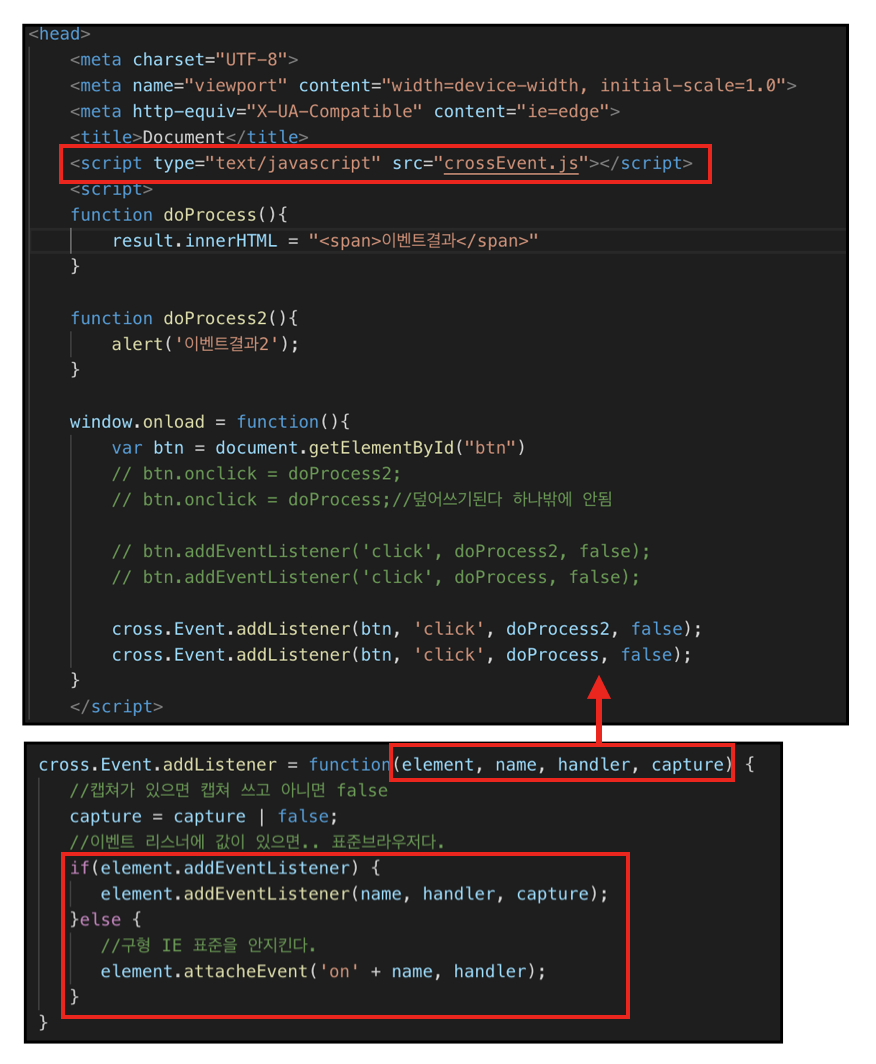 <head>
<meta charset="UTF-8">
<meta name="viewport" content="width=device-width, initial-scale=1.0">
<meta http-equiv="X-UA-Compatible" content="ie=edge">
<title>Document</title>
<script type="text/javascript" src="crossEvent.js"></script>
<script>
function doProcess(){
result.innerHTML = "<span>이벤트결과</span>"
}
function doProcess2(){
alert('이벤트결과2');
}
window.onload = function(){
var btn = document.getElementById("btn")
// btn.onclick = doProcess2;
// btn.onclick = doProcess;//덮어쓰기된다 하나밖에 안됨
// btn.addEventListener('click', doProcess2, false);
// btn.addEventListener('click', doProcess, false);
cross.Event.addListener(btn, 'click', doProcess2, false);
cross.Event.addListener(btn, 'click', doProcess, false);
}
</script>
cross.Event.addListener = function(element, name, handler, capture) {
//캡쳐가 있으면 캡쳐 쓰고 아니면 false
capture = capture | false;
//이벤트 리스너에 값이 있으면.. 표준브라우저다.
if(element.addEventListener) {
element.addEventListener(name, handler, capture);
}else {
//구형 IE 표준을 안지킨다.
element.attacheEvent('on' + name, handler);
}
}